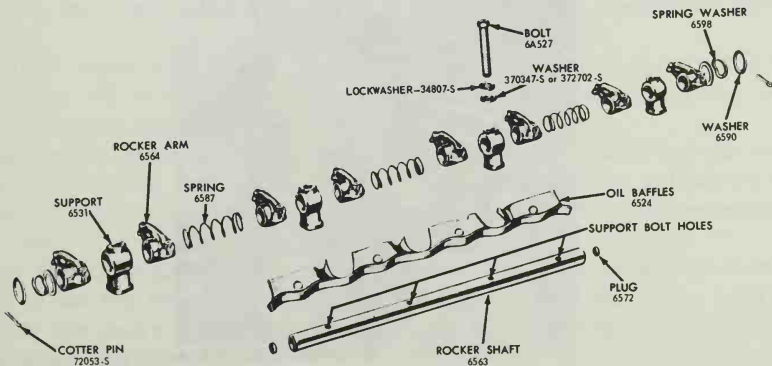 SPRING WASHER
6598
BOLT
6A527
WASHER
370347-S or 372702-S
LOCKWASHER-34807-S
WASHER
6590
ROCKER ARM
6564
SPRING
6587
SUPPORT
6531
OIL BAFFLES
6524
SUPPORT BOLT HOLES
PLUG
6572
COTTER PIN
72053-S
ROCKER SHAFT
6563